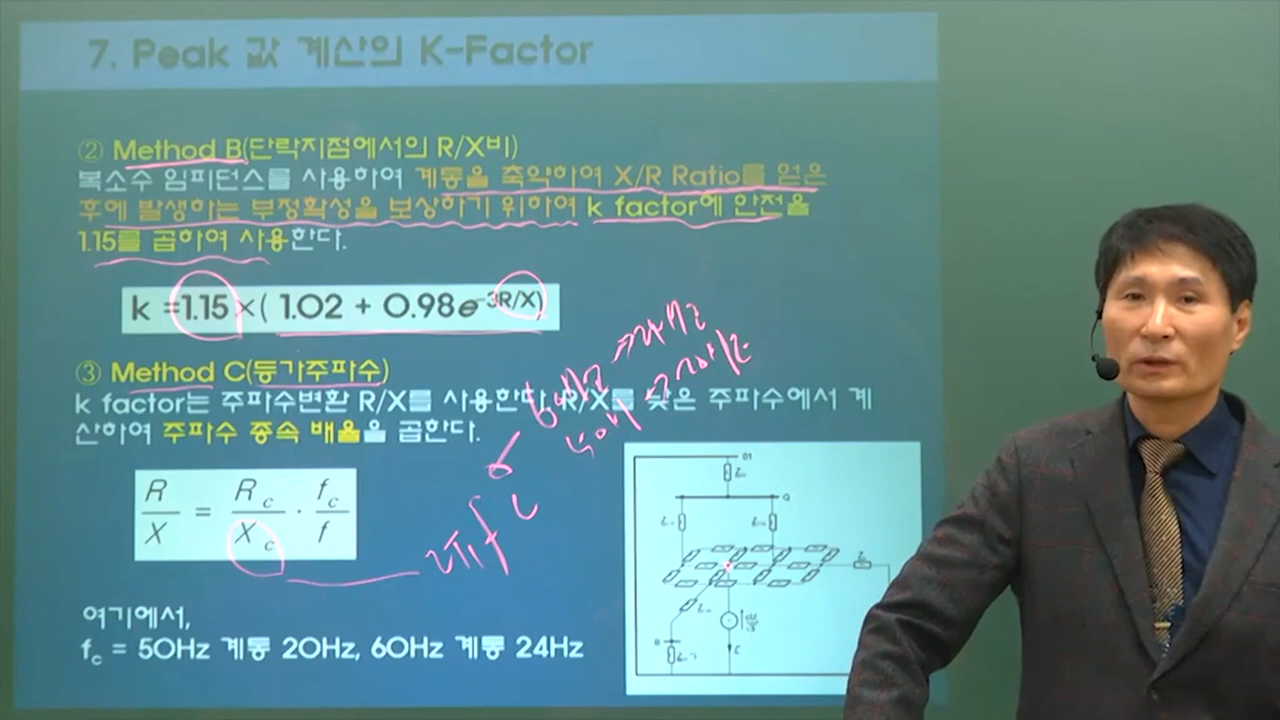 7. Peak 값 계산의 K-Factor
② Method B(단락지점에서의 R/X비)
복소수 임피던스를 사용하여 계통을 축약하여 X/R Ratio를 얻은
후에 발생하는 부정확성을 보상하기 위하여 k factor에 안전율
1.15를 곱하여 사용한다.
k =1.15×( 1.02 + 0.98e^-3R/X)
③ Method C(등가주파수)
k factor는 주파수변환 R/X를 사용한다. R/X를 낮은 주파수에서 계
산하여 주파수 종속 배율을 곱한다.
60Hz → 24Hz
50Hz → 20Hz
R/X = Rc/Xc · fc/f
2πfL
여기에서,
fc = 50Hz 계통 20Hz, 60Hz 계통 24Hz